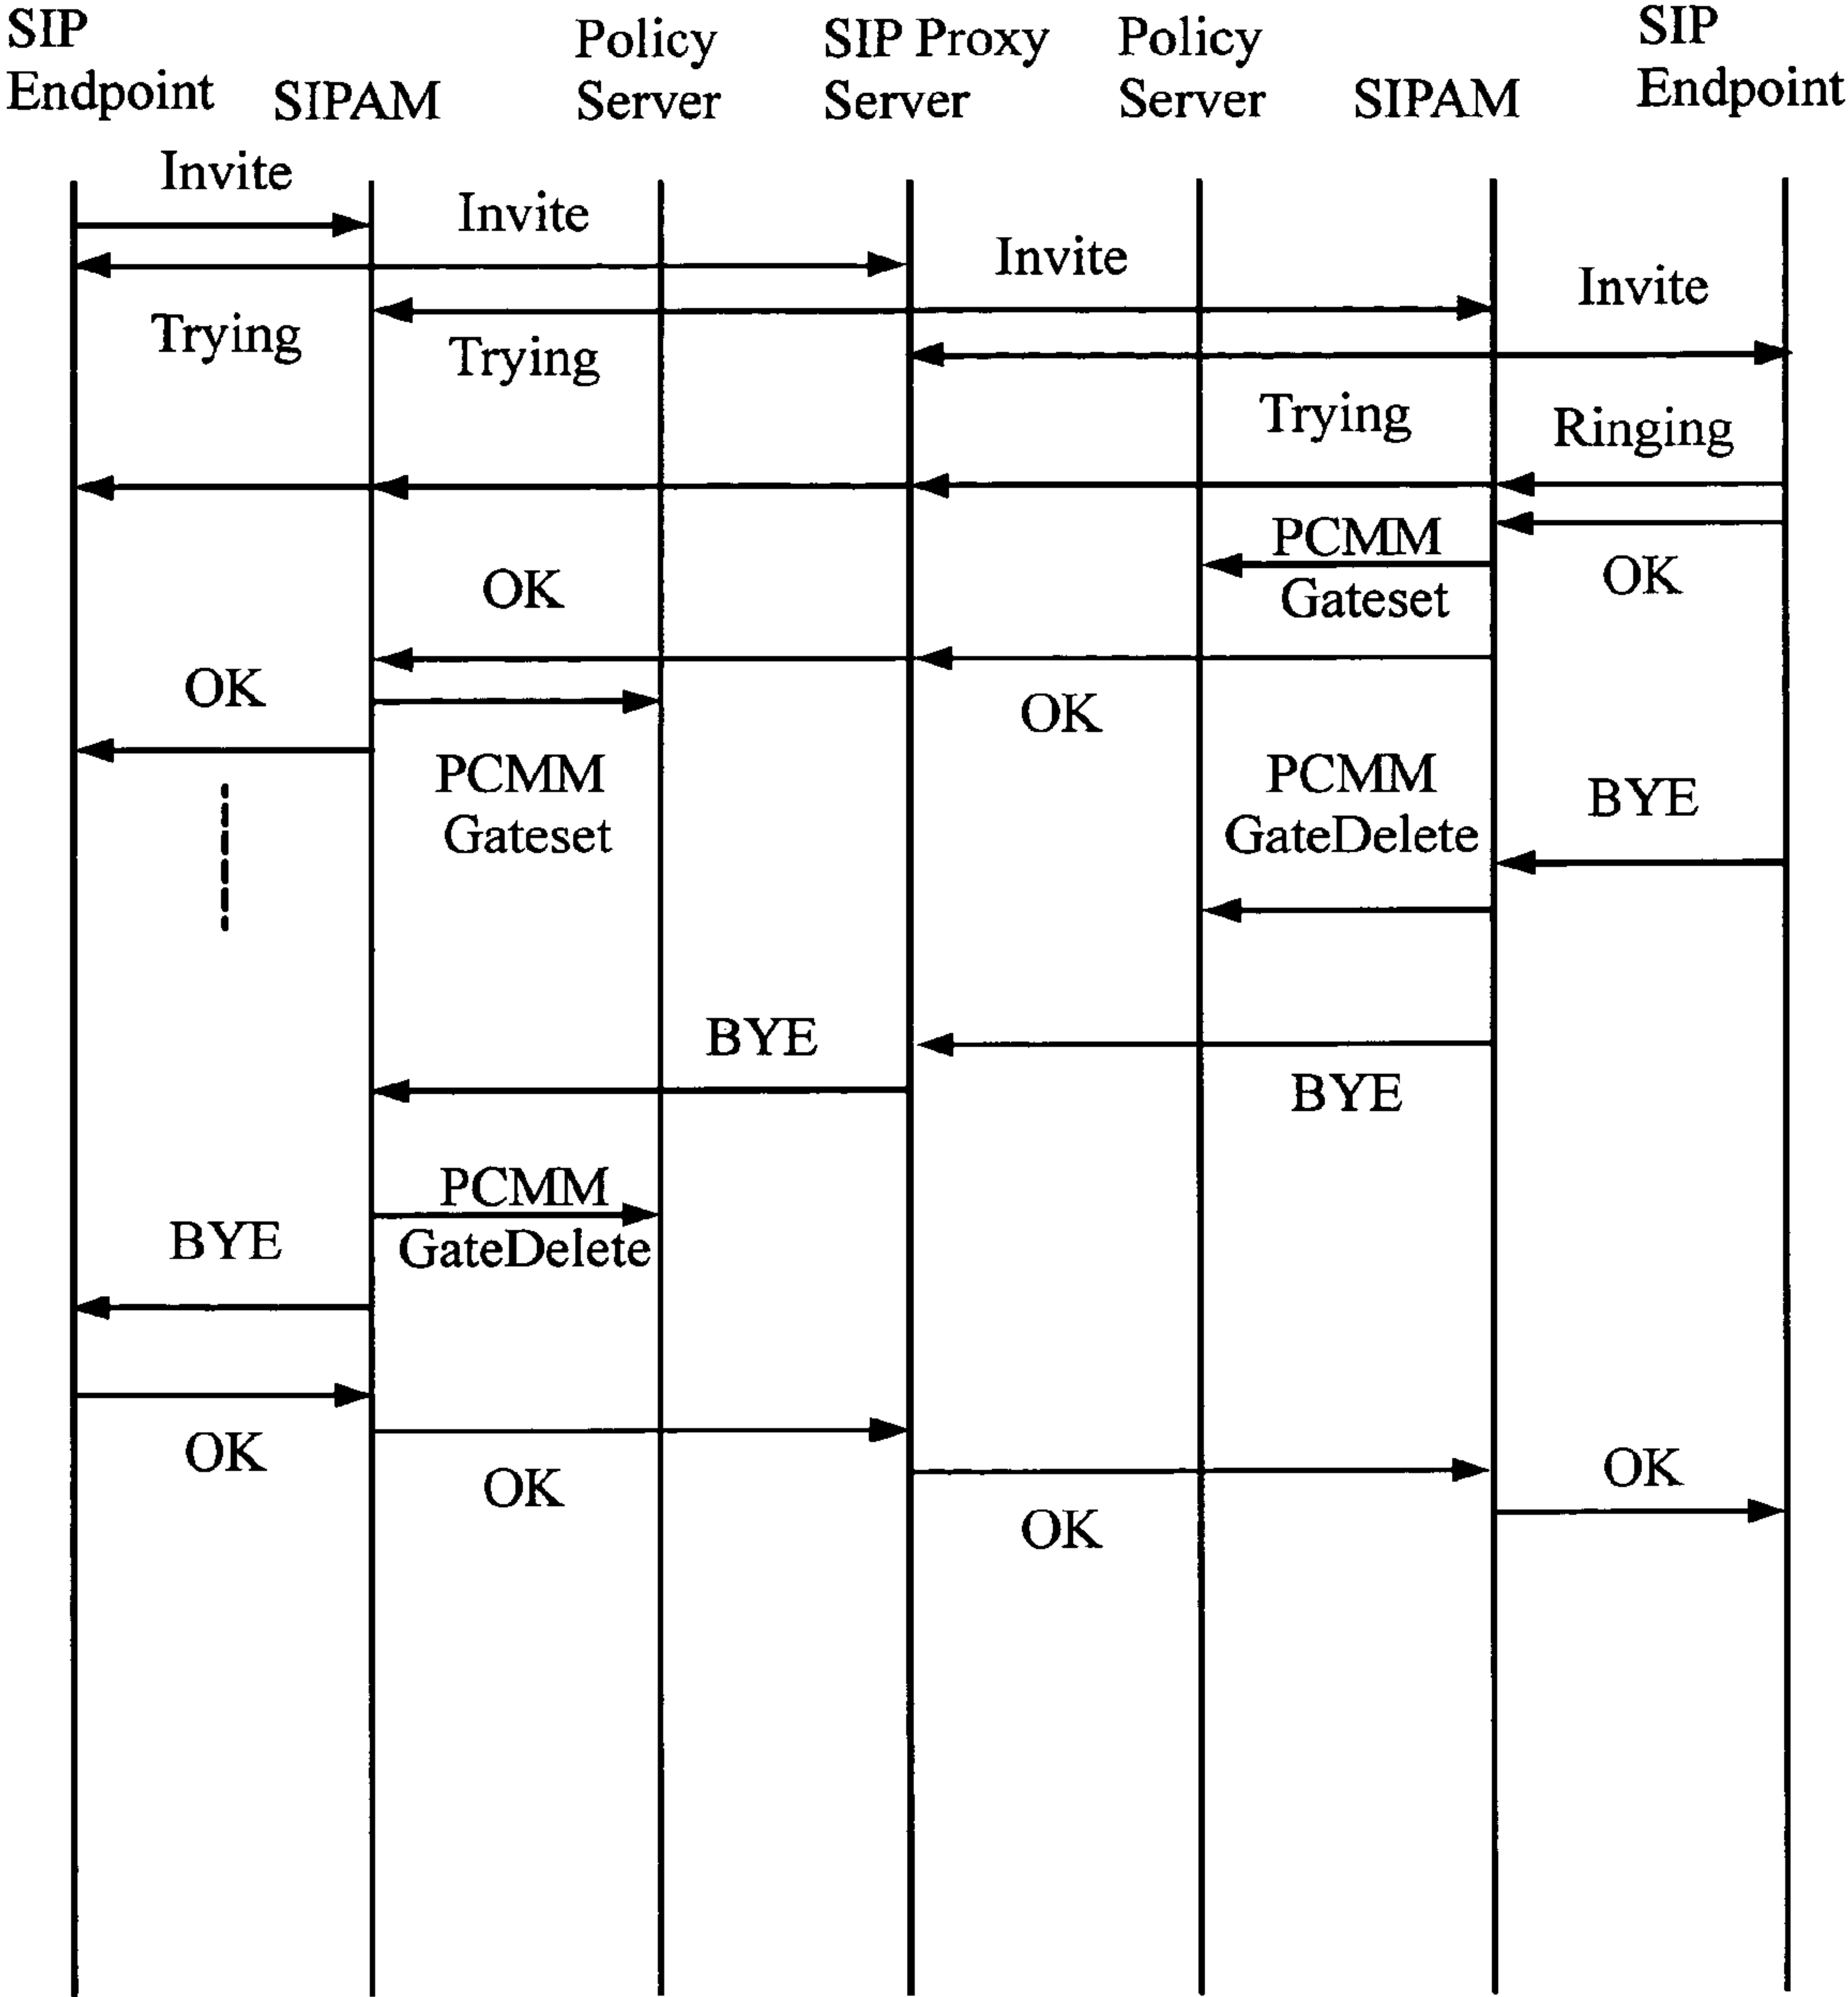 SIP
Endpoint
SIPAM
Policy
Server
SIP Proxy
Server
Policy
Server
SIPAM
SIP
Endpoint
Invite
Invite
Invite
Invite
Trying
Trying
Trying
Ringing
PCMM
Gateset
OK
OK
OK
OK
PCMM
Gateset
PCMM
GateDelete
BYE
BYE
BYE
PCMM
GateDelete
BYE
OK
OK
OK
OK